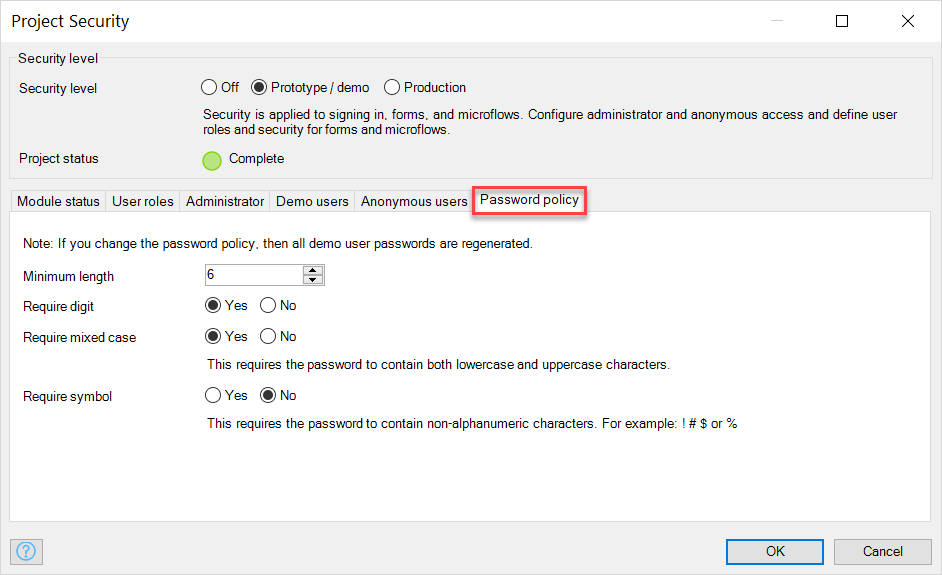 Project Security
Security level
Security level
Off Prototype / demo Production
Security is applied to signing in, forms, and microflows. Configure administrator and anonymous access and define user
roles and security for forms and microflows.
Project status
Complete
Module status User roles Administrator Demo users Anonymous users Password policy
Note: If you change the password policy, then all demo user passwords are regenerated.
Minimum length 6
Require digit Yes No
Require mixed case Yes No
This requires the password to contain both lowercase and uppercase characters.
Require symbol Yes No
This requires the password to contain non-alphanumeric characters. For example: ! # $ or %
? OK Cancel